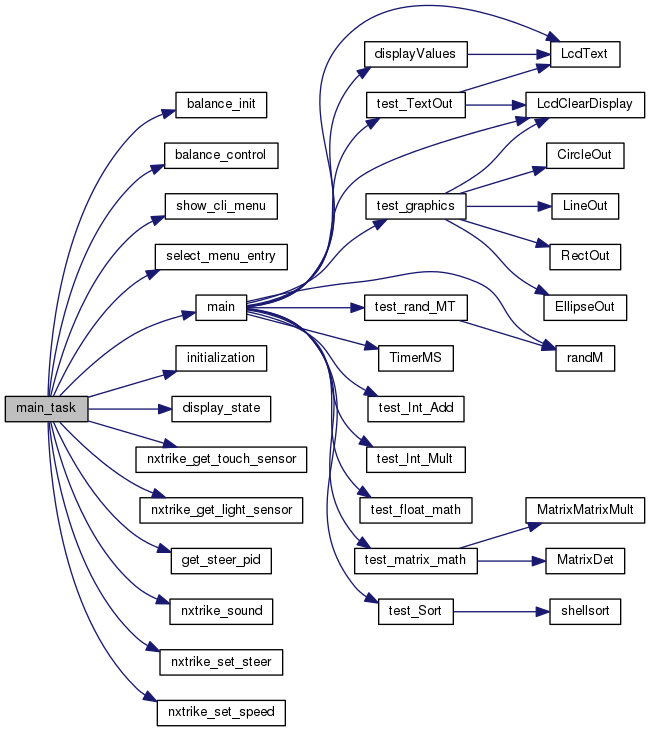 displayValues
LcdText
balance_init
test_TextOut
LcdClearDisplay
balance_control
CircleOut
show_cli_menu
test_graphics
LineOut
select_menu_entry
RectOut
main
test_rand_MT
EllipseOut
initialization
TimerMS
randM
main_task
display_state
test_Int_Add
nxtrike_get_touch_sensor
test_Int_Mult
nxtrike_get_light_sensor
test_float_math
MatrixMatrixMult
get_steer_pid
test_matrix_math
MatrixDet
nxtrike_sound
test_Sort
shellsort
nxtrike_set_steer
nxtrike_set_speed